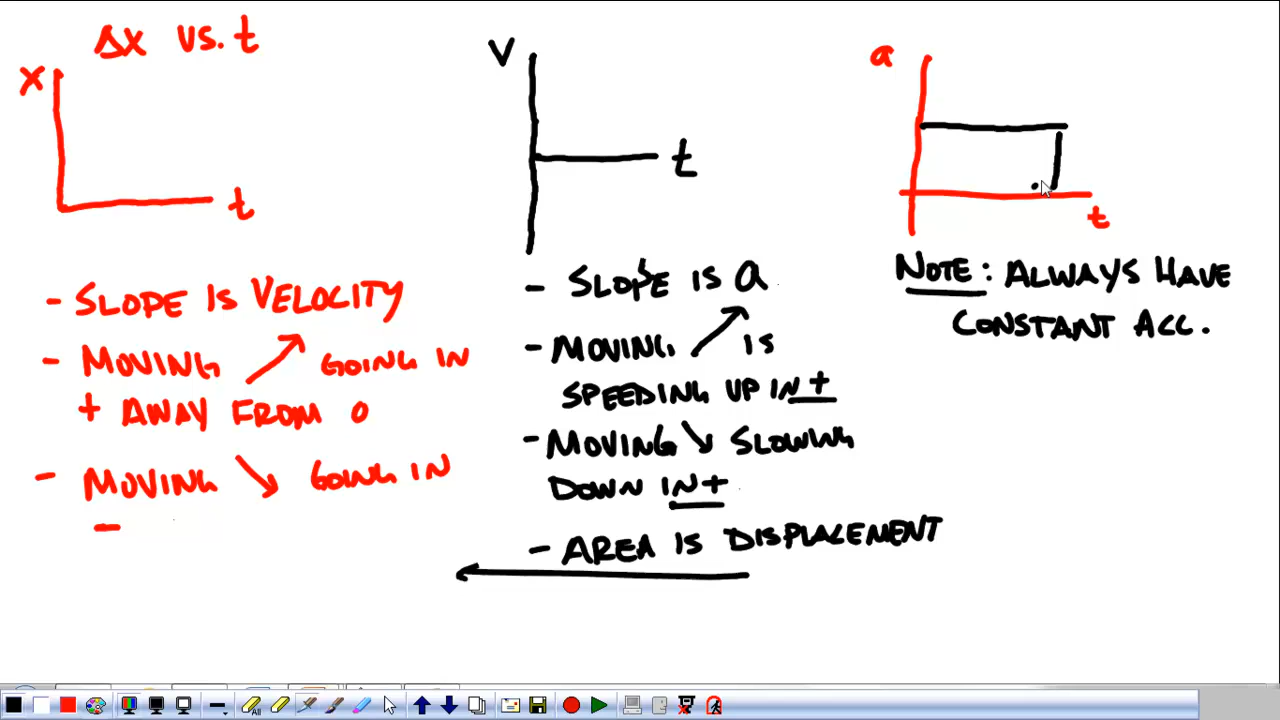 Δx vs. t
x
t
- SLOPE IS VELOCITY
- MOVING ↗ GOING IN
+ AWAY FROM 0
- MOVING ↘ GOING IN
-
V
t
- SLOPE IS a
- MOVING ↗ IS
SPEEDING UP IN +
- MOVING ↘ SLOWING
DOWN IN +
- AREA IS DISPLACEMENT
a
t
NOTE: ALWAYS HAVE
CONSTANT ACC.
All